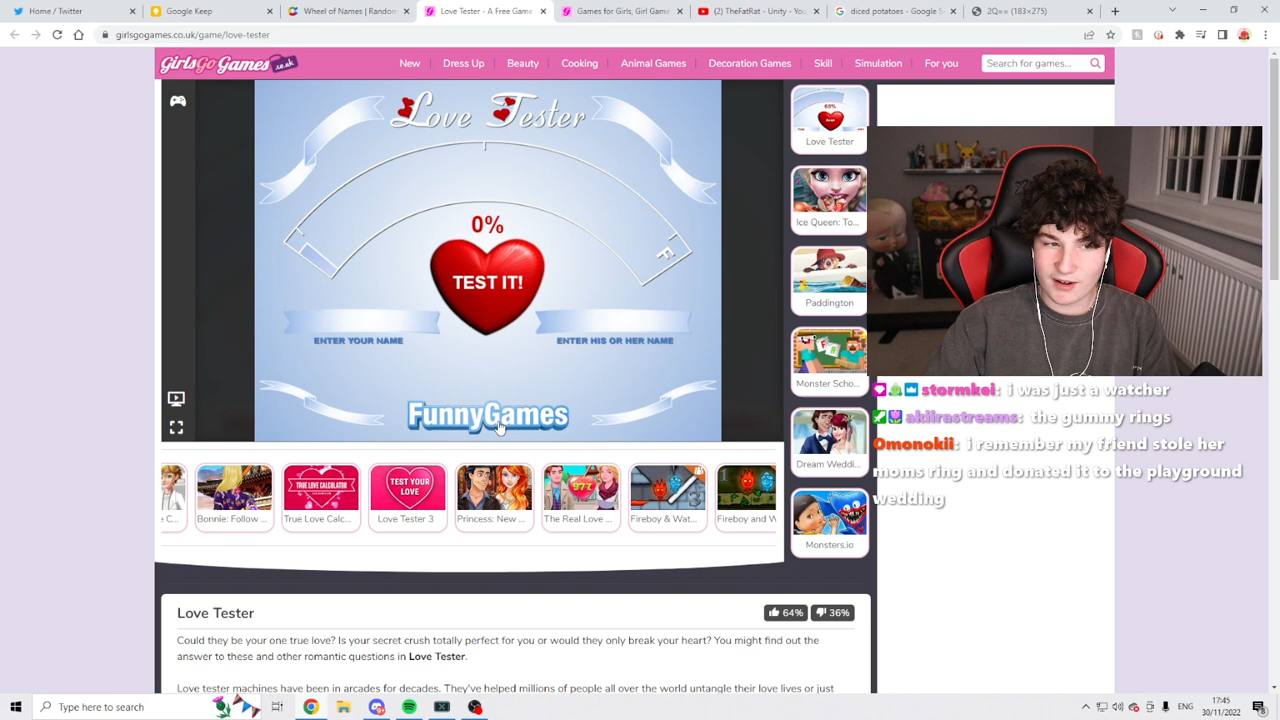 Home / Twitter
Google Keep
Wheel of Names | Random
Love Tester - A Free Game
Games for Girls, Girl Game
TheFatRat - Unity - You
diced potatoes - Google S
2Q== (183×275)
girlsgogames.co.uk/game/love-tester
GirlsGoGames .co.uk
New
Dress Up
Beauty
Cooking
Animal Games
Decoration Games
Skill
Simulation
For you
Search for games...
Love Tester
F
0%
TEST IT!
ENTER YOUR NAME
ENTER HIS OR HER NAME
FunnyGames
Love Tester
Ice Queen: To...
Paddington
Monster Scho...
Dream Weddi...
Monsters.io
stormkei: i was just a watcher
akiirastreams: the gummy rings
Omonokii: i remember my friend stole her
moms ring and donated it to the playground
wedding
e C...
Bonnie: Follow ...
TRUE LOVE CALCULATOR
True Love Calc...
TEST YOUR LOVE
Love Tester 3
Princess: New ...
The Real Love ...
Fireboy & Wat...
Fireboy and W
Love Tester
64%
36%
Could they be your one true love? Is your secret crush totally perfect for you or would they only break your heart? You might find out the
answer to these and other romantic questions in Love Tester.
Love tester machines have been in arcades for decades. They've helped millions of people all over the world untangle their love lives or just
Type here to search
ENG
17:45
30/11/2022